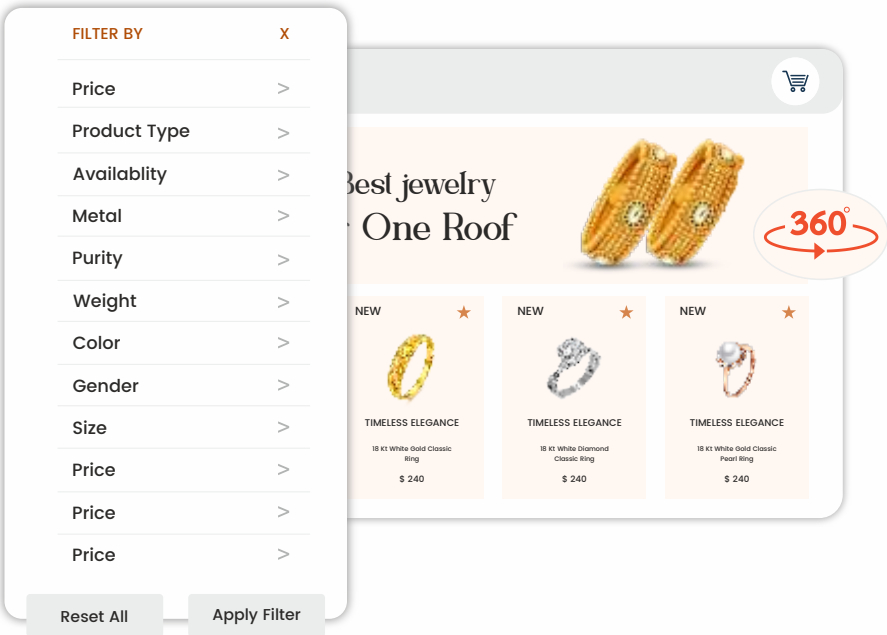 FILTER BY X
Price >
Product Type >
Availablity >
Metal >
Purity >
Weight >
Color >
Gender >
Size >
Price >
Price >
Price >
Reset All
Apply Filter
Best jewelry
One Roof
360°
NEW
TIMELESS ELEGANCE
18 Kt White Gold Classic
Ring
$ 240
NEW
TIMELESS ELEGANCE
18 Kt White Diamond
Classic Ring
$ 240
NEW
TIMELESS ELEGANCE
18 Kt White Gold Classic
Pearl Ring
$ 240